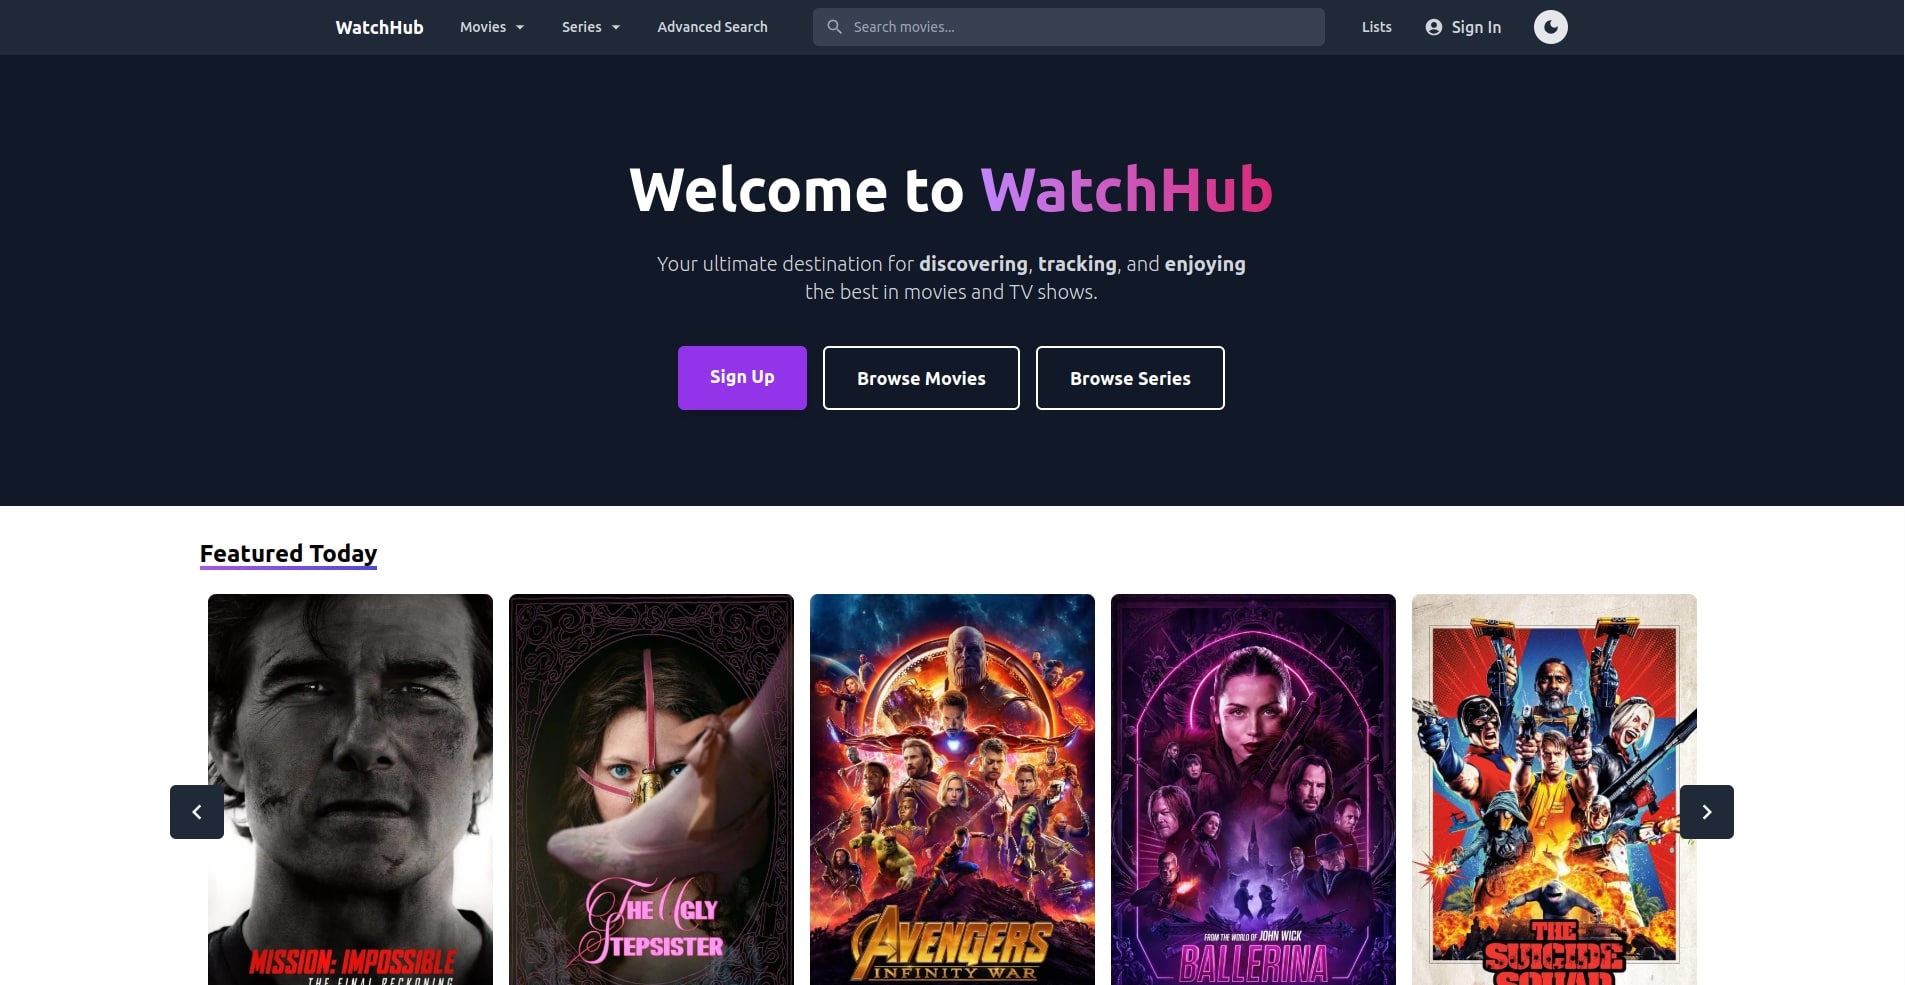 WatchHub Movies Series Advanced Search Search movies... Lists Sign In
Welcome to WatchHub
Your ultimate destination for discovering, tracking, and enjoying
the best in movies and TV shows.
Sign Up Browse Movies Browse Series
Featured Today
MISSION: IMPOSSIBLE
THE FINAL RECKONING
THE UGLY
STEPSISTER
AVENGERS
INFINITY WAR
FROM THE WORLD OF JOHN WICK
BALLERINA
THE
SUICIDE
SQUAD